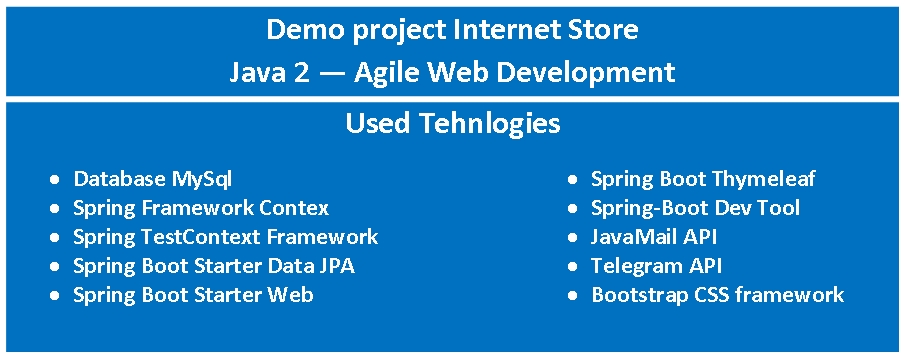 Demo project Internet Store
Java 2 — Agile Web Development
Used Tehnlogies
• Database MySql
• Spring Framework Contex
• Spring TestContext Framework
• Spring Boot Starter Data JPA
• Spring Boot Starter Web
• Spring Boot Thymeleaf
• Spring-Boot Dev Tool
• JavaMail API
• Telegram API
• Bootstrap CSS framework